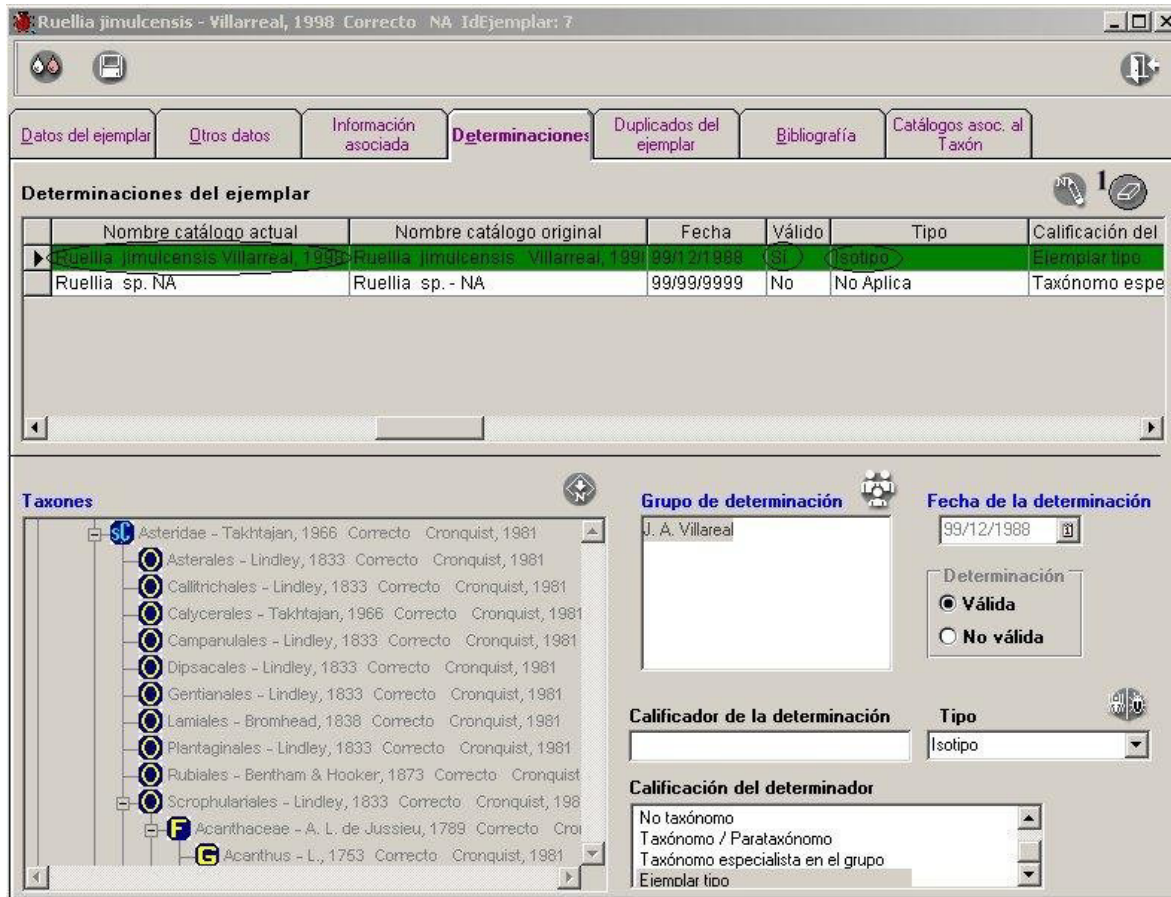 Ruellia jimulcensis - Villarreal, 1998 Correcto NA IdEjemplar: 7
Datos del ejemplar
Otros datos
Información asociada
Determinaciones
Duplicados del ejemplar
Bibliografía
Catálogos asoc. al Taxón
Determinaciones del ejemplar
1
Nombre catálogo actual Nombre catálogo original Fecha Válido Tipo Calificación del
Ruellia jimulcensis Villarreal, 1998 Ruellia jimulcensis Villarreal, 199 99/12/1988 Sí Isotipo Ejemplar tipo
Ruellia sp. NA Ruellia sp. - NA 99/99/9999 No No Aplica Taxónomo espe
Taxones
N
Asteridae - Takhtajan, 1966 Correcto Cronquist, 1981
Asterales - Lindley, 1833 Correcto Cronquist, 1981
Callitrichales - Lindley, 1833 Correcto Cronquist, 1981
Calycerales - Takhtajan, 1966 Correcto Cronquist, 1981
Campanulales - Lindley, 1833 Correcto Cronquist, 1981
Dipsacales - Lindley, 1833 Correcto Cronquist, 1981
Gentianales - Lindley, 1833 Correcto Cronquist, 1981
Lamiales - Bromhead, 1838 Correcto Cronquist, 1981
Plantaginales - Lindley, 1833 Correcto Cronquist, 1981
Rubiales - Bentham & Hooker, 1873 Correcto Cronquist
Scrophulariales - Lindley, 1833 Correcto Cronquist, 198
F Acanthaceae - A. L. de Jussieu, 1789 Correcto Cro
G Acanthus - L., 1753 Correcto Cronquist, 1981
Grupo de determinación
J. A. Villareal
Fecha de la determinación
99/12/1988
Determinación
Válida
No válida
Calificador de la determinación
Tipo
Isotipo
Calificación del determinador
No taxónomo
Taxónomo / Parataxónomo
Taxónomo especialista en el grupo
Ejemplar tipo